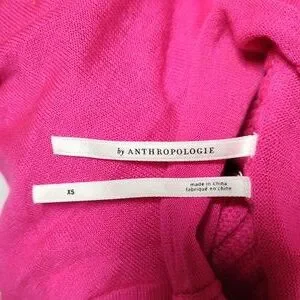 by ANTHROPOLOGIE
XS
made in china
fabriqué en chine